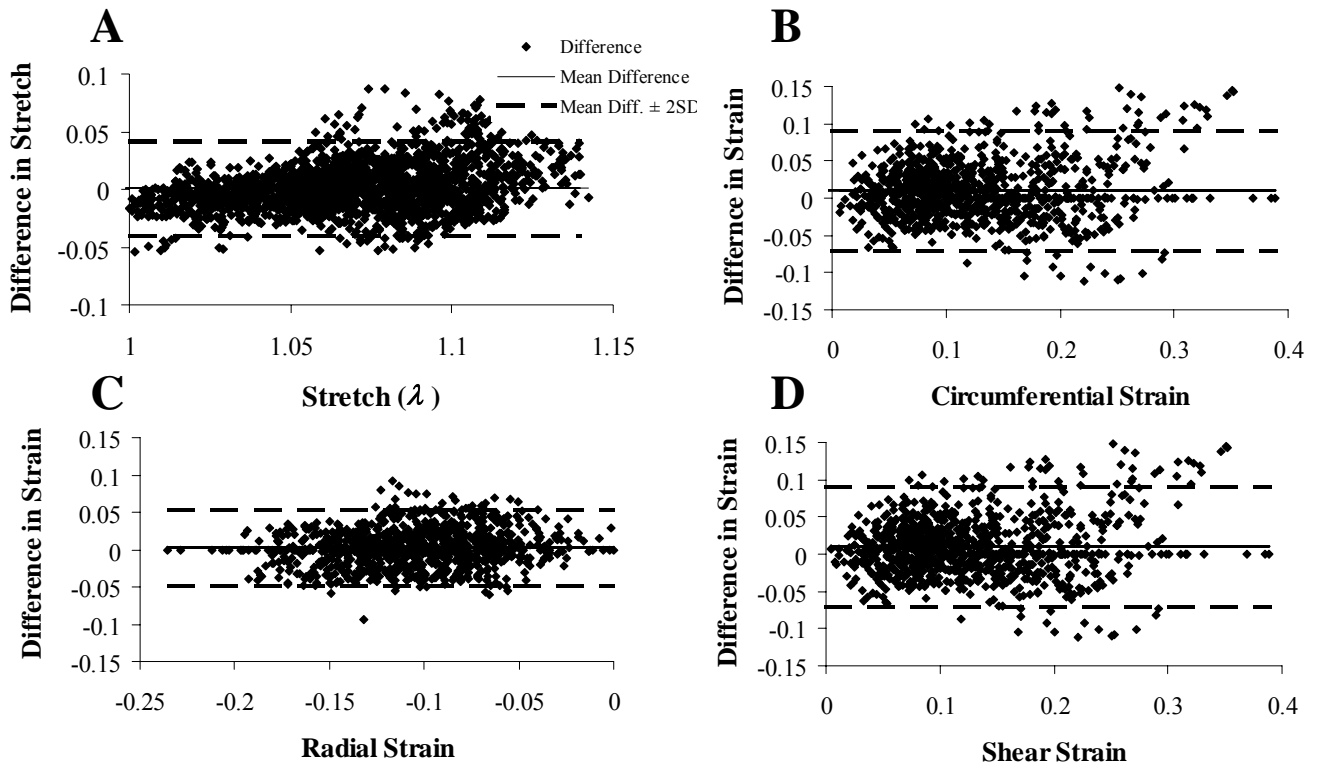 A
Difference
Mean Difference
Mean Diff. ± 2SD
0.1
0.05
0
-0.05
-0.1
Difference in Stretch
1 1.05 1.1 1.15
Stretch (λ )
B
0.15
0.1
0.05
0
-0.05
-0.1
-0.15
Differnce in Strain
0 0.1 0.2 0.3 0.4
Circumferential Strain
C
0.15
0.1
0.05
0
-0.05
-0.1
-0.15
Difference in Strain
-0.25 -0.2 -0.15 -0.1 -0.05 0
Radial Strain
D
0.15
0.1
0.05
0
-0.05
-0.1
-0.15
Difference in Strain
0 0.1 0.2 0.3 0.4
Shear Strain